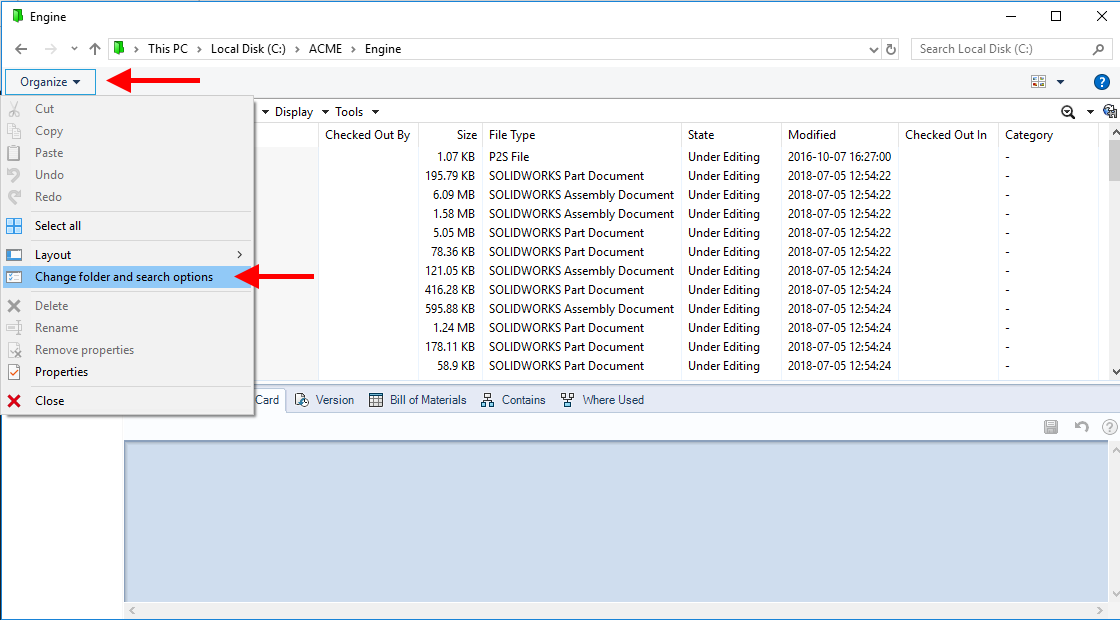 Engine
This PC > Local Disk (C:) > ACME > Engine
Search Local Disk (C:)
Organize
Cut
Copy
Paste
Undo
Redo
Select all
Layout
Change folder and search options
Delete
Rename
Remove properties
Properties
Close
Display Tools
Checked Out By Size File Type State Modified Checked Out In Category
1.07 KB P2S File Under Editing 2016-10-07 16:27:00 -
195.79 KB SOLIDWORKS Part Document Under Editing 2018-07-05 12:54:22 -
6.09 MB SOLIDWORKS Assembly Document Under Editing 2018-07-05 12:54:22 -
1.58 MB SOLIDWORKS Assembly Document Under Editing 2018-07-05 12:54:22 -
5.05 MB SOLIDWORKS Part Document Under Editing 2018-07-05 12:54:22 -
78.36 KB SOLIDWORKS Part Document Under Editing 2018-07-05 12:54:22 -
121.05 KB SOLIDWORKS Assembly Document Under Editing 2018-07-05 12:54:24 -
416.28 KB SOLIDWORKS Part Document Under Editing 2018-07-05 12:54:24 -
595.88 KB SOLIDWORKS Assembly Document Under Editing 2018-07-05 12:54:24 -
1.24 MB SOLIDWORKS Part Document Under Editing 2018-07-05 12:54:24 -
178.11 KB SOLIDWORKS Part Document Under Editing 2018-07-05 12:54:24 -
58.9 KB SOLIDWORKS Part Document Under Editing 2018-07-05 12:54:24 -
Card Version Bill of Materials Contains Where Used